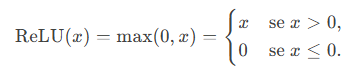 ReLU(x) = max(0, x) = { x se x > 0,
0 se x ≤ 0.